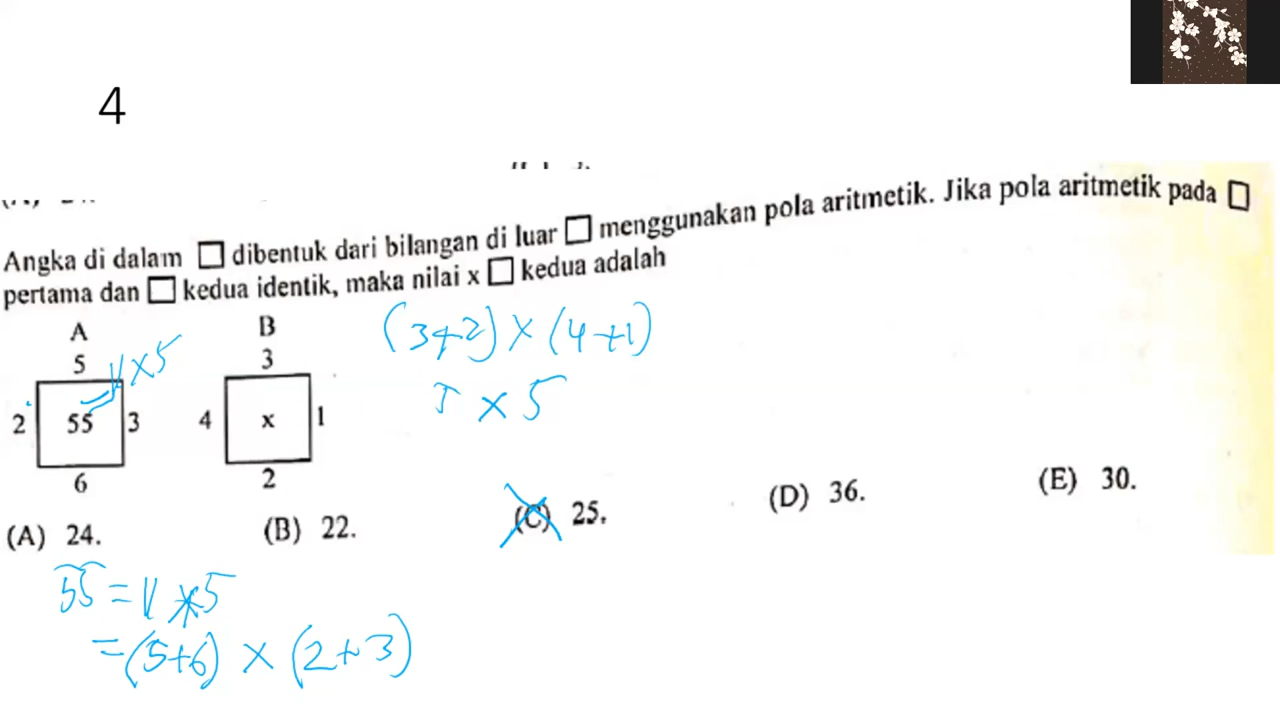 4
Angka di dalam □ dibentuk dari bilangan di luar □ menggunakan pola aritmetik. Jika pola aritmetik pada □
pertama dan □ kedua identik, maka nilai x □ kedua adalah
A
5
2 55 3
6
11 x 5
B
3
4 x 1
2
(3+2) x (4+1)
5 x 5
(A) 24.
(B) 22.
(C) 25.
(D) 36.
(E) 30.
55 = 11 x 5
= (5+6) x (2+3)